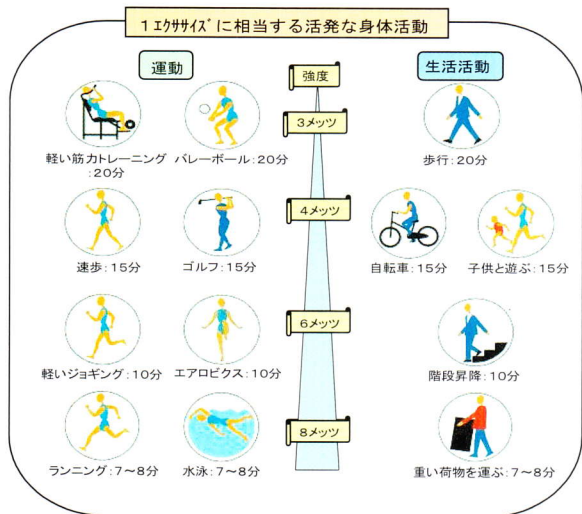 1エクササイズに相当する活発な身体活動
運動
強度
生活活動
3メッツ
軽い筋力トレーニング
:20分
バレーボール:20分
歩行:20分
4メッツ
速歩:15分
ゴルフ:15分
自転車:15分
子供と遊ぶ:15分
6メッツ
軽いジョギング:10分
エアロビクス:10分
階段昇降:10分
8メッツ
ランニング:7~8分
水泳:7~8分
重い荷物を運ぶ:7~8分